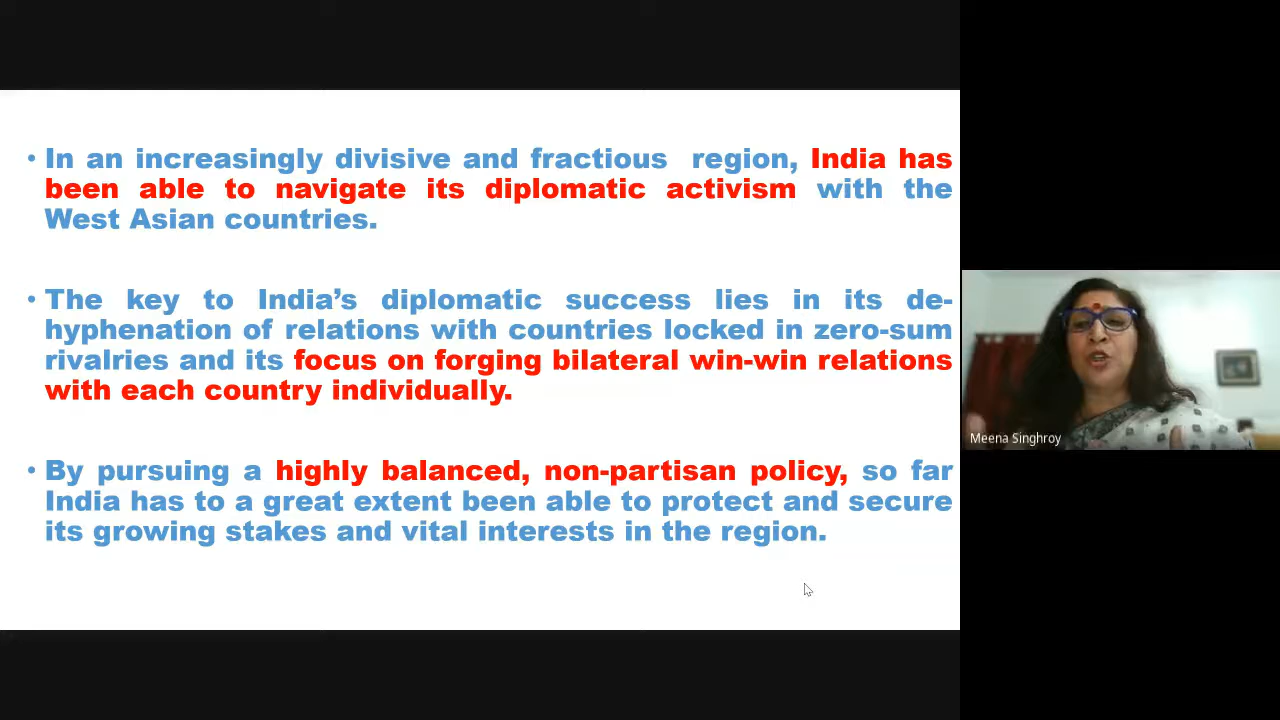 • In an increasingly divisive and fractious region, India has
been able to navigate its diplomatic activism with the
West Asian countries.
• The key to India’s diplomatic success lies in its de-
hyphenation of relations with countries locked in zero-sum
rivalries and its focus on forging bilateral win-win relations
with each country individually.
• By pursuing a highly balanced, non-partisan policy, so far
India has to a great extent been able to protect and secure
its growing stakes and vital interests in the region.
Meena Singhroy